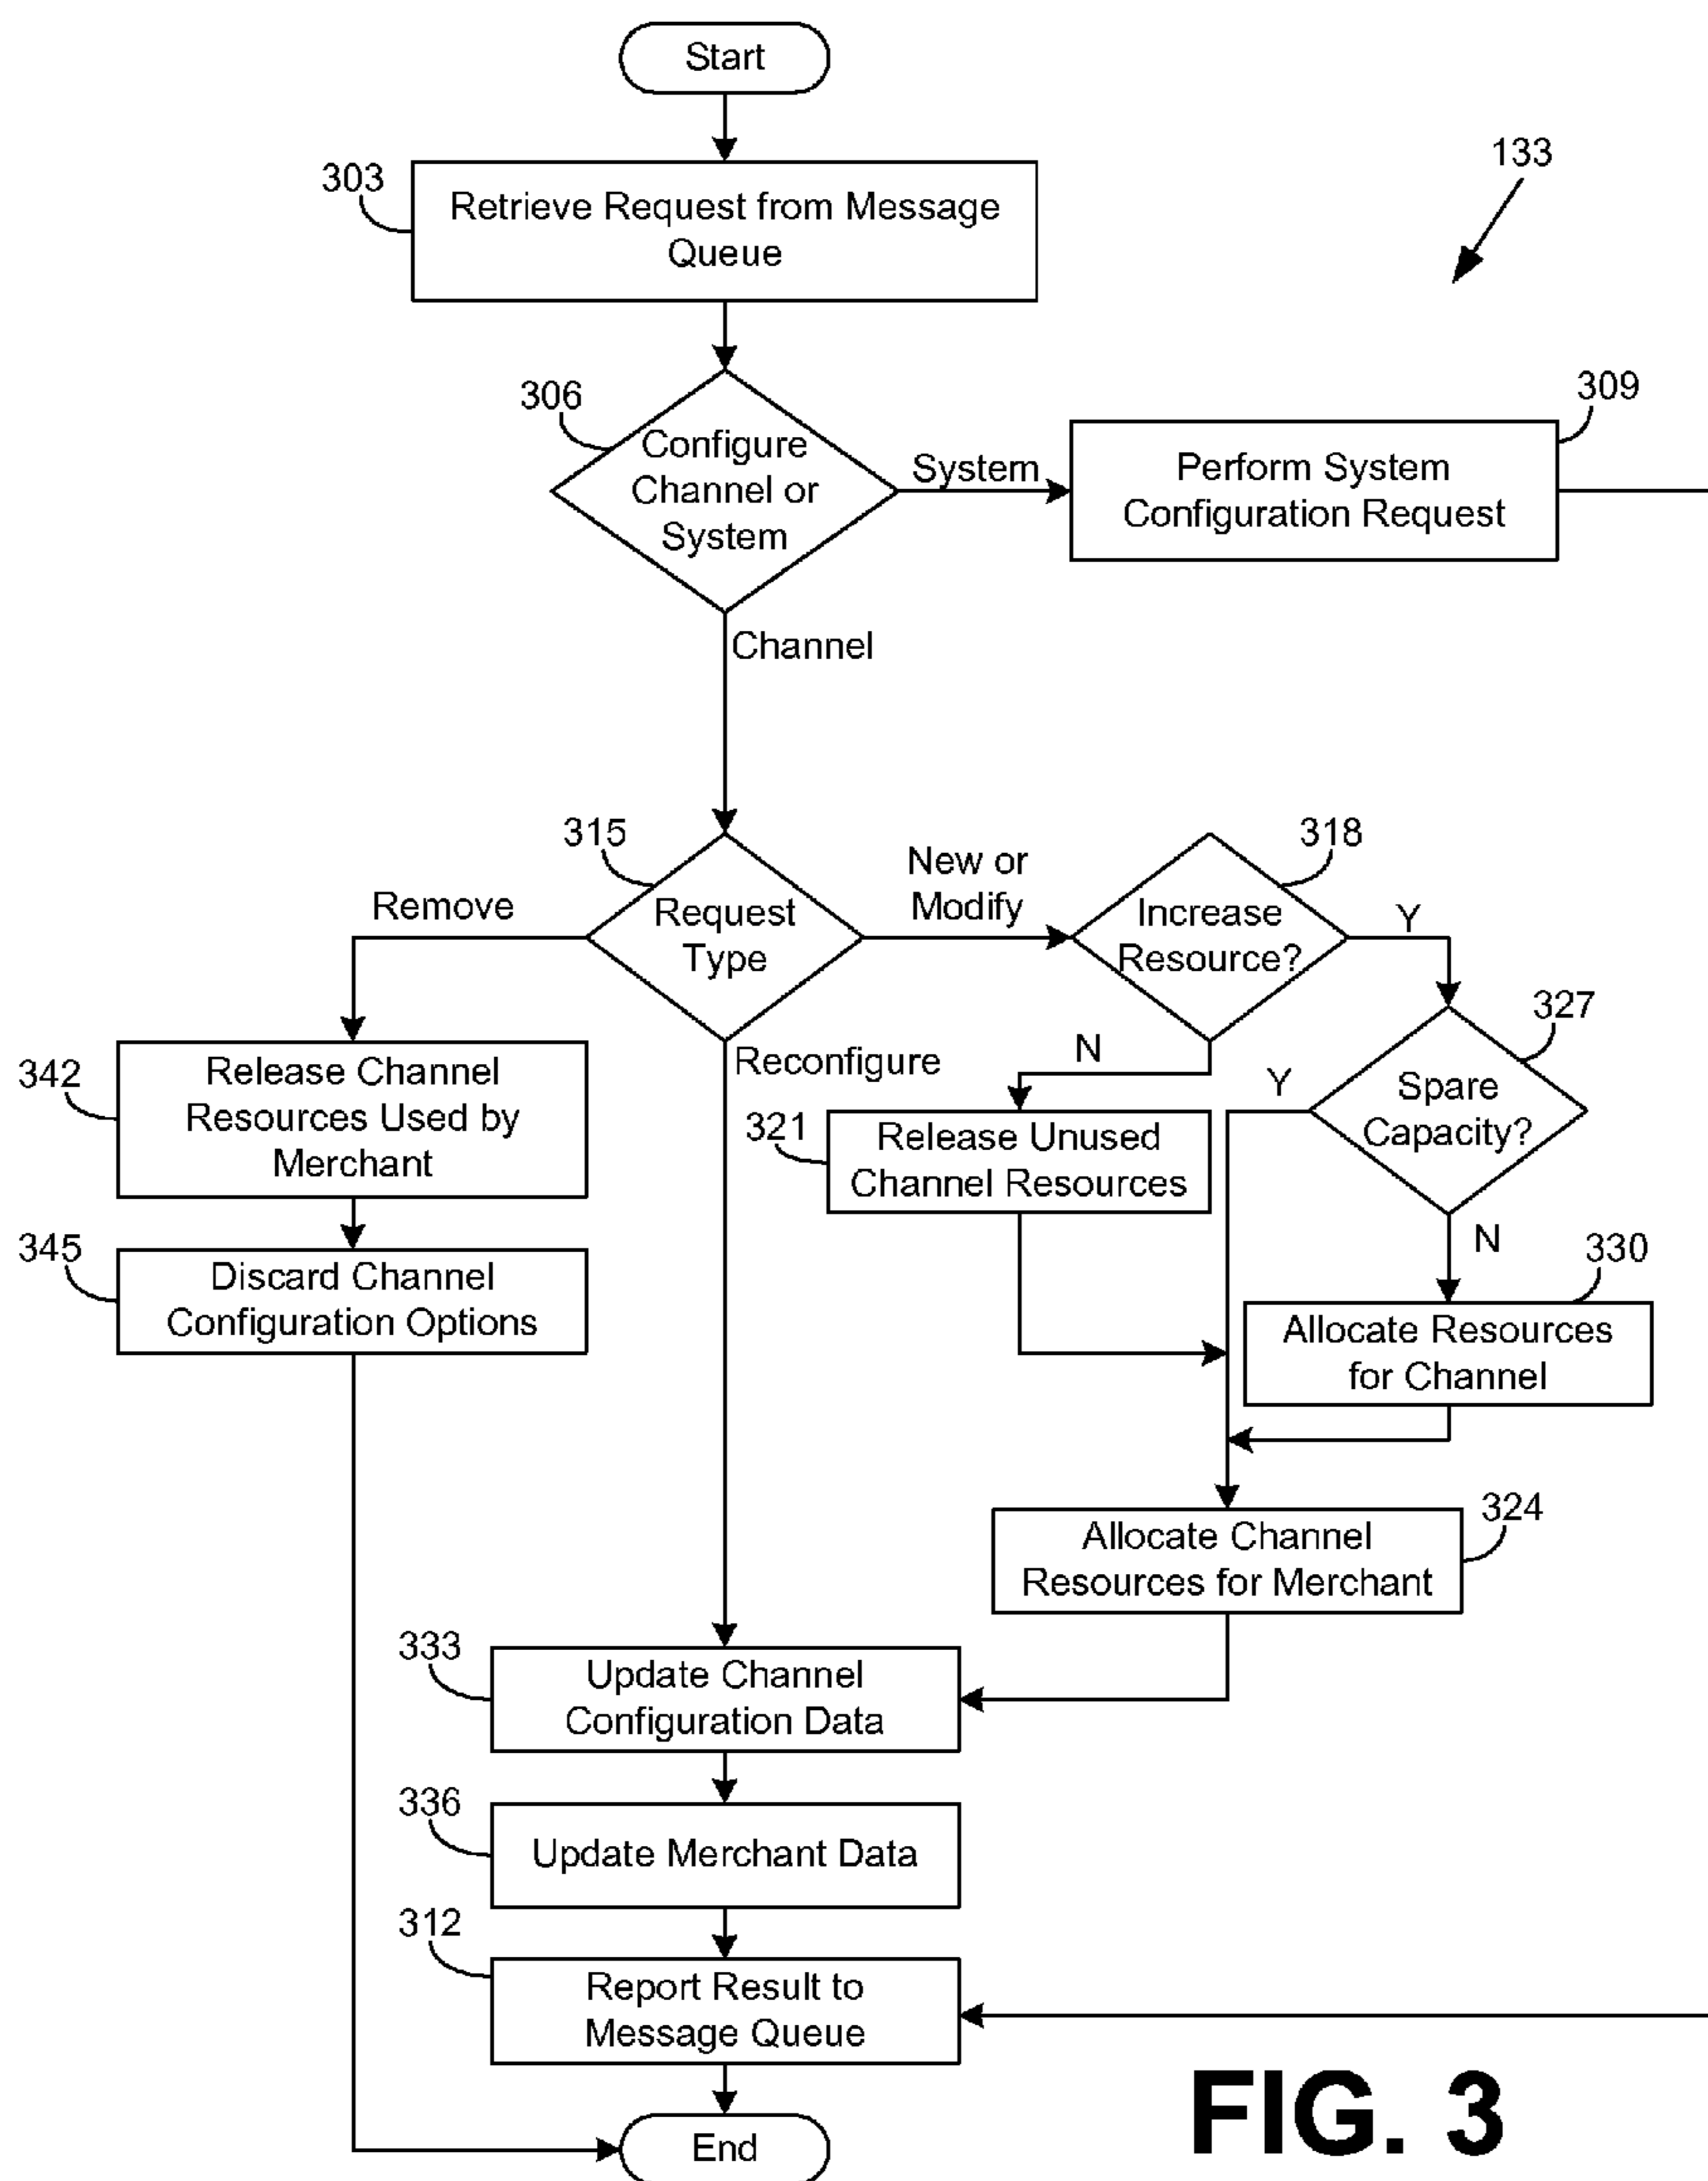 Start
133
303
Retrieve Request from Message
Queue
306
Configure
Channel or
System
System
309
Perform System
Configuration Request
Channel
315
Request
Type
Remove
New or
Modify
318
Increase
Resource?
Y
327
Spare
Capacity?
Reconfigure
N
Y
342
Release Channel
Resources Used by
Merchant
321
Release Unused
Channel Resources
N
345
Discard Channel
Configuration Options
330
Allocate Resources
for Channel
324
Allocate Channel
Resources for Merchant
333
Update Channel
Configuration Data
336
Update Merchant Data
312
Report Result to
Message Queue
End
FIG. 3